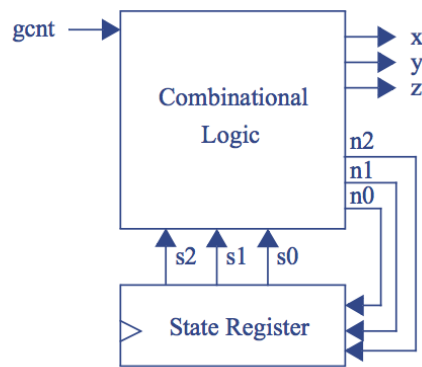 gcnt
x
y
z
Combinational
Logic
n2
n1
n0
s2 s1 s0
State Register